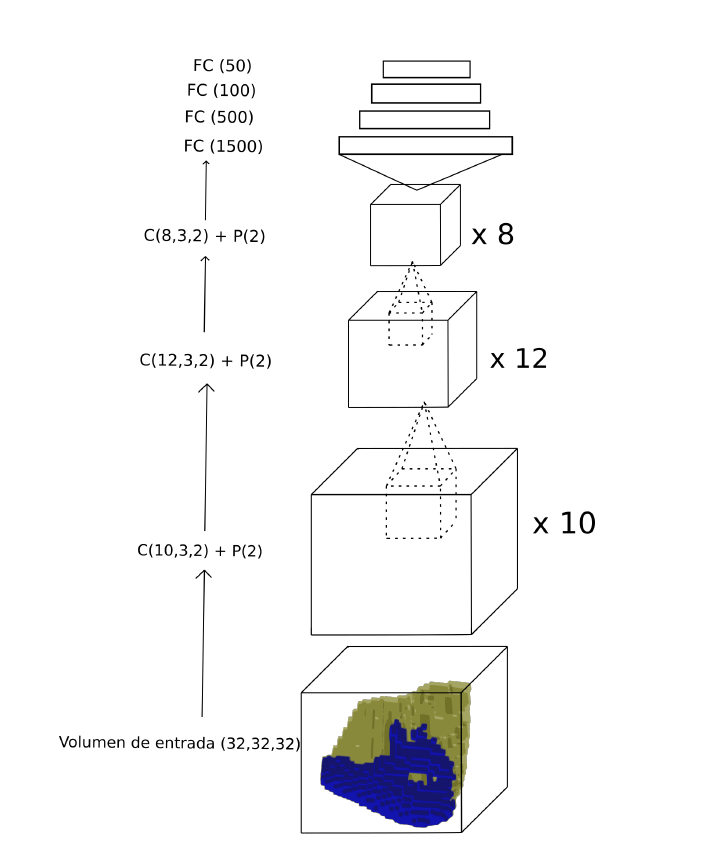 FC (50)
FC (100)
FC (500)
FC (1500)
C(8,3,2) + P(2)
x 8
C(12,3,2) + P(2)
x 12
C(10,3,2) + P(2)
x 10
Volumen de entrada (32,32,32)